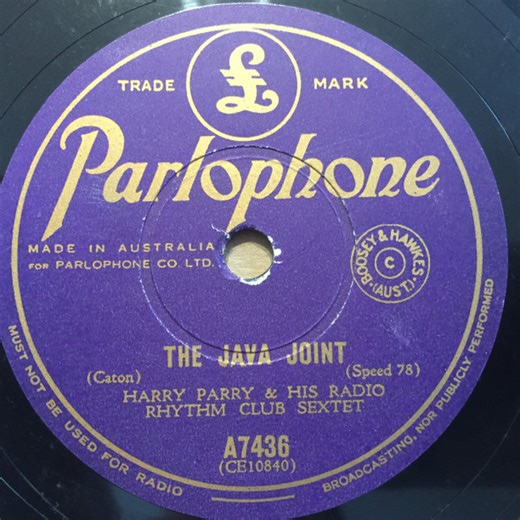 £
TRADE MARK
Parlophone
MADE IN AUSTRALIA
FOR PARLOPHONE CO. LTD.
BOOSEY & HAWKES
C
(AUST.)
THE JAVA JOINT
(Caton) (Speed 78)
HARRY PARRY & HIS RADIO
RHYTHM CLUB SEXTET
A7436
(CE10840)
MUST NOT BE USED FOR RADIO BROADCASTING, NOR PUBLICLY PERFORMED